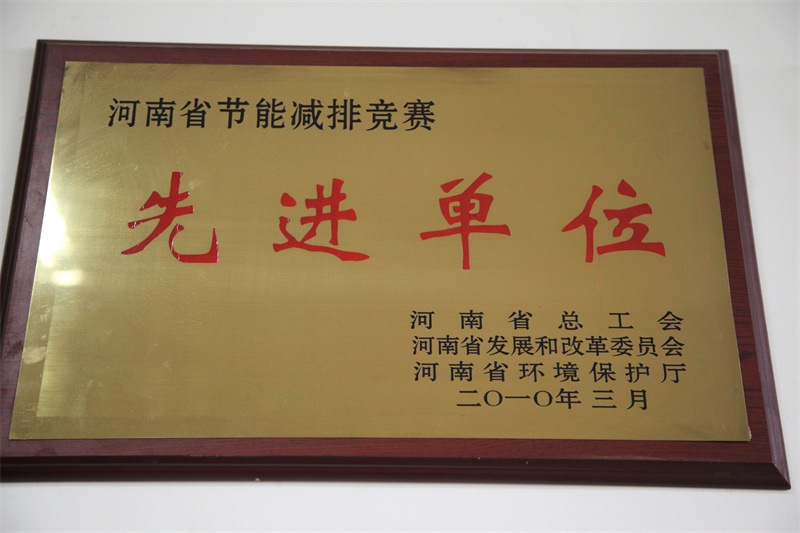 河南省节能减排竞赛
先进单位
河南省总工会
河南省发展和改革委员会
河南省环境保护厅
二〇一〇年三月